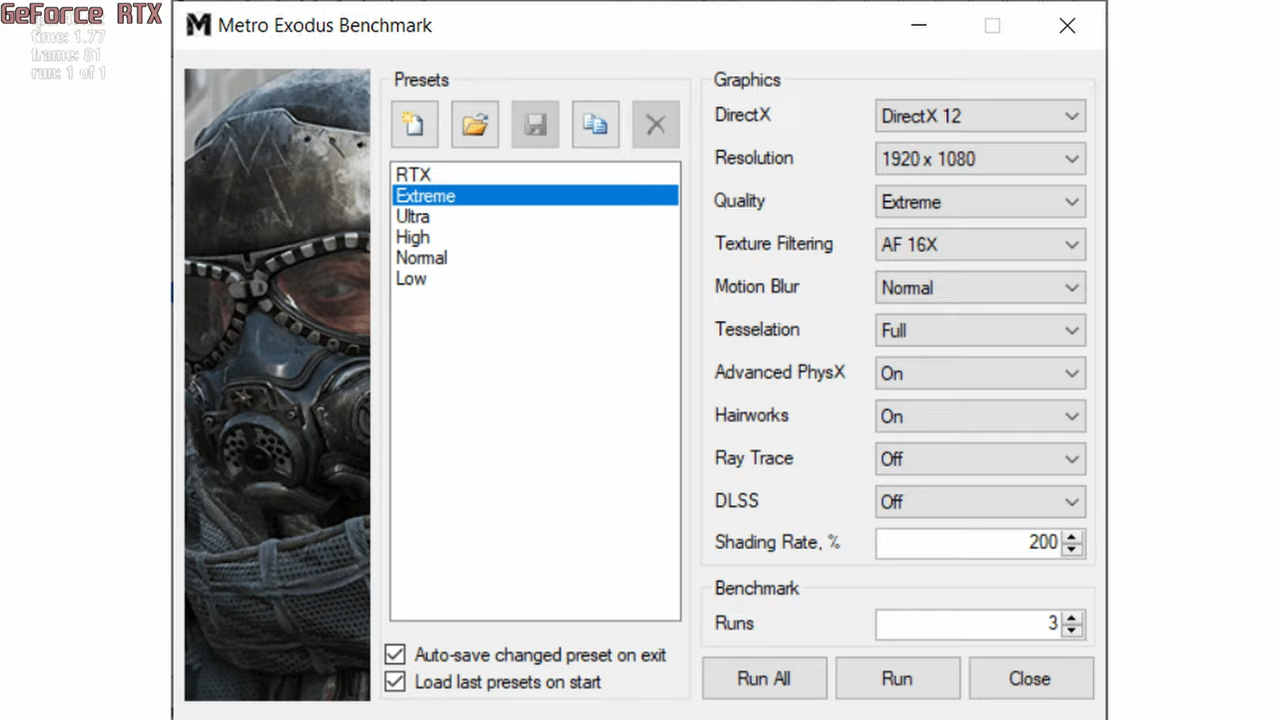 GeForce RTX
time: 1.77
frame: 81
run: 1 of 1
Metro Exodus Benchmark
Presets
RTX
Extreme
Ultra
High
Normal
Low
Auto-save changed preset on exit
Load last presets on start
Graphics
DirectX DirectX 12
Resolution 1920 x 1080
Quality Extreme
Texture Filtering AF 16X
Motion Blur Normal
Tesselation Full
Advanced PhysX On
Hairworks On
Ray Trace Off
DLSS Off
Shading Rate, % 200
Benchmark
Runs 3
Run All Run Close